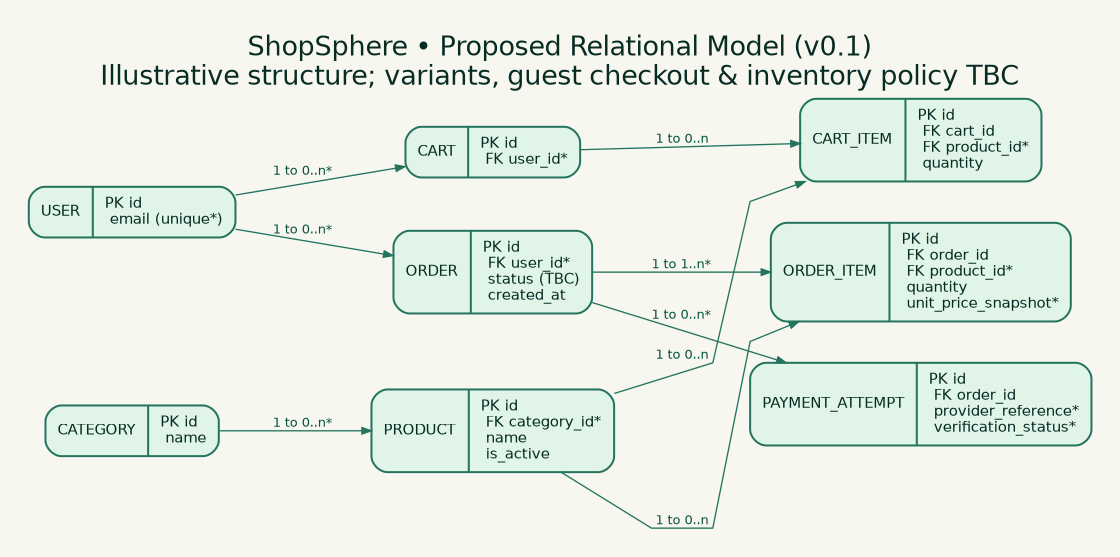 ShopSphere • Proposed Relational Model (v0.1)
Illustrative structure; variants, guest checkout & inventory policy TBC
USER
PK id
email (unique*)
1 to 0..n*
1 to 0..n*
CART
PK id
FK user_id*
1 to 0..n
CART_ITEM
PK id
FK cart_id
FK product_id*
quantity
ORDER
PK id
FK user_id*
status (TBC)
created_at
1 to 1..n*
1 to 0..n*
ORDER_ITEM
PK id
FK order_id
FK product_id*
quantity
unit_price_snapshot*
CATEGORY
PK id
name
1 to 0..n*
PRODUCT
PK id
FK category_id*
name
is_active
1 to 0..n
1 to 0..n
PAYMENT_ATTEMPT
PK id
FK order_id
provider_reference*
verification_status*